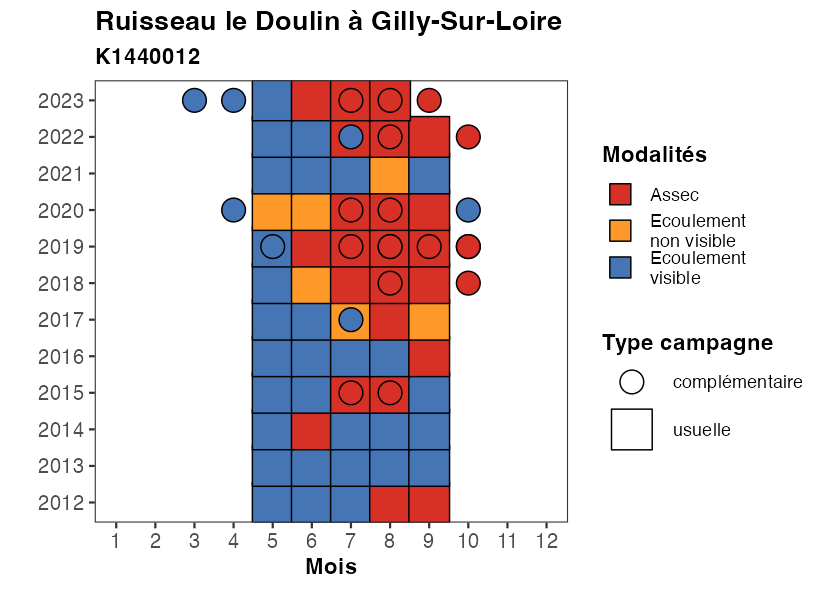 Ruisseau le Doulin à Gilly-Sur-Loire
K1440012
2023
2022
2021
2020
2019
2018
2017
2016
2015
2014
2013
2012
1 2 3 4 5 6 7 8 9 10 11 12
Mois
Modalités
Assec
Ecoulement
non visible
Ecoulement
visible
Type campagne
complémentaire
usuelle